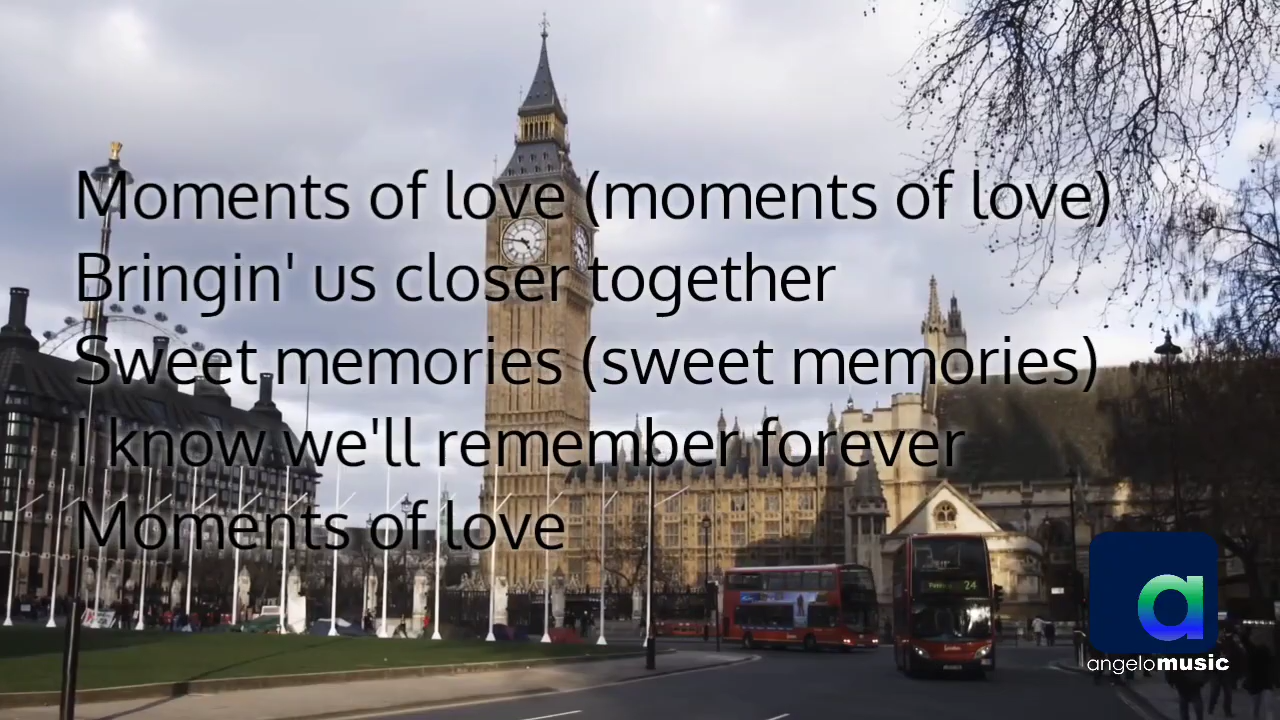 Moments of love (moments of love)
Bringin' us closer together
Sweet memories (sweet memories)
I know we'll remember forever
Moments of love
24
a
angelomusic